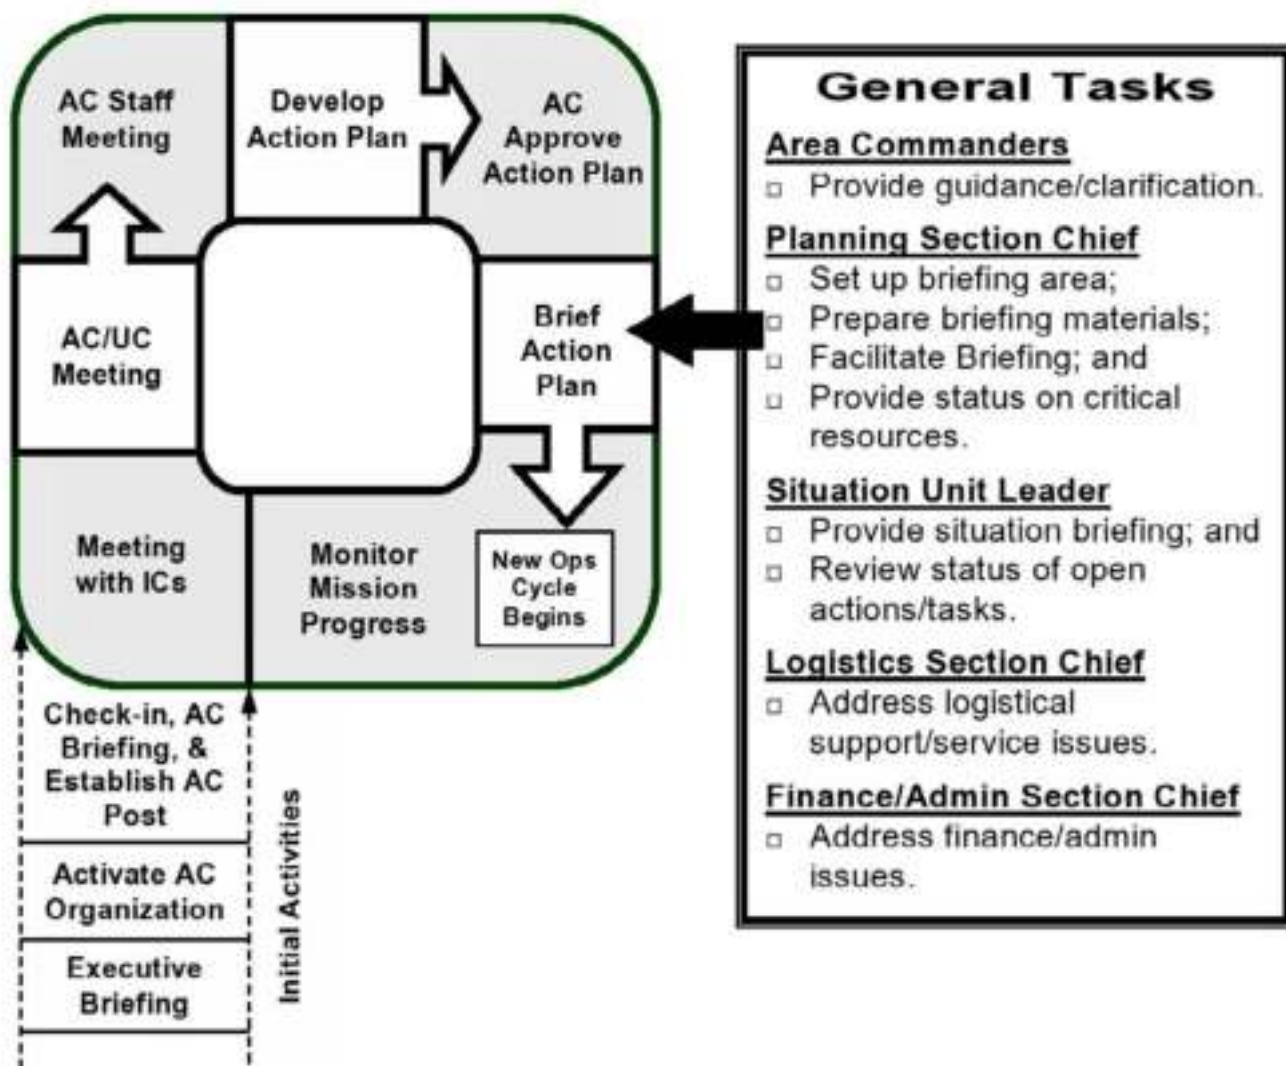 AC Staff
Meeting
Develop
Action Plan
AC
Approve
Action Plan
AC/UC
Meeting
Brief
Action
Plan
Meeting
with ICs
Monitor
Mission
Progress
New Ops
Cycle
Begins
Check-in, AC
Briefing, &
Establish AC
Post
Activate AC
Organization
Executive
Briefing
Initial Activities
General Tasks
Area Commanders
□ Provide guidance/clarification.
Planning Section Chief
□ Set up briefing area;
□ Prepare briefing materials;
□ Facilitate Briefing; and
□ Provide status on critical
resources.
Situation Unit Leader
□ Provide situation briefing; and
□ Review status of open
actions/tasks.
Logistics Section Chief
□ Address logistical
support/service issues.
Finance/Admin Section Chief
□ Address finance/admin
issues.